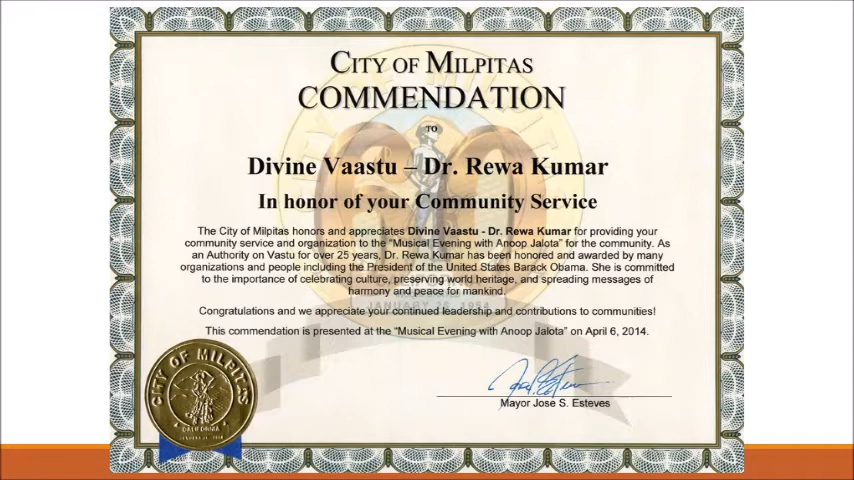 CITY OF MILPITAS
COMMENDATION
TO
Divine Vaastu – Dr. Rewa Kumar
In honor of your Community Service
The City of Milpitas honors and appreciates Divine Vaastu - Dr. Rewa Kumar for providing your
community service and organization to the “Musical Evening with Anoop Jalota” for the community. As
an Authority on Vastu for over 25 years, Dr. Rewa Kumar has been honored and awarded by many
organizations and people including the President of the United States Barack Obama. She is committed
to the importance of celebrating culture, preserving world heritage, and spreading messages of
harmony and peace for mankind.
JANUARY 26, 1954
Congratulations and we appreciate your continued leadership and contributions to communities!
This commendation is presented at the “Musical Evening with Anoop Jalota” on April 6, 2014.
Mayor Jose S. Esteves
CITY OF MILPITAS
CALIFORNIA